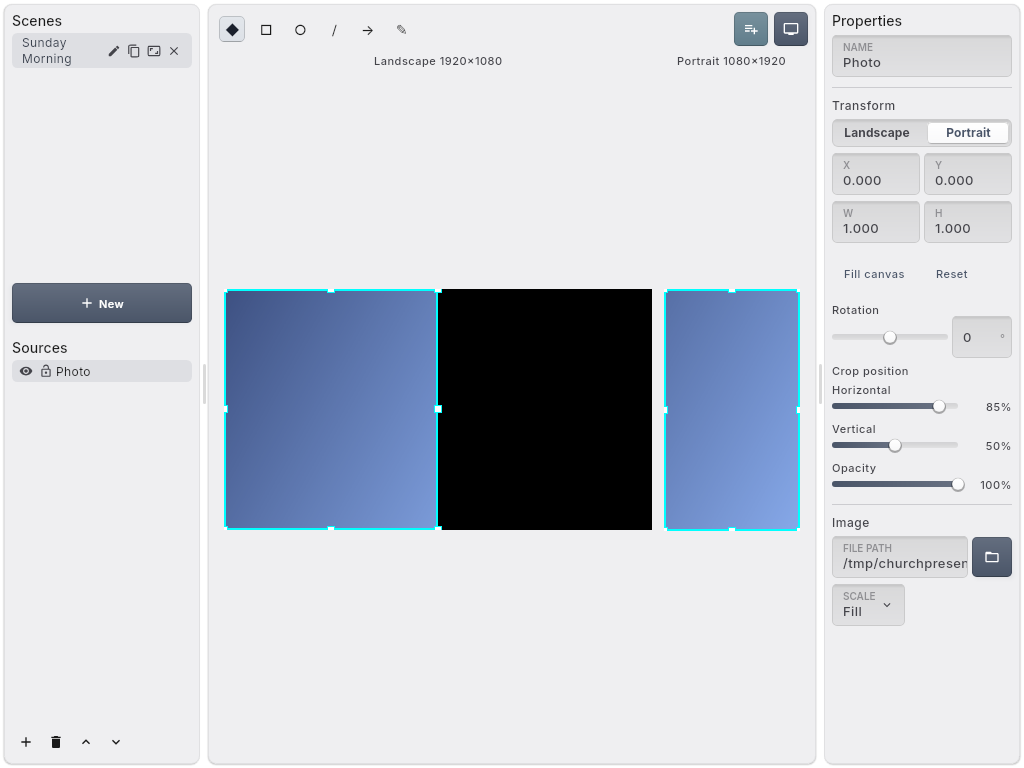 Scenes
Sunday
Morning
New
Sources
Photo
Landscape 1920×1080
Portrait 1080×1920
Properties
NAME
Photo
Transform
Landscape Portrait
X
0.000
Y
0.000
W
1.000
H
1.000
Fill canvas Reset
Rotation
0 °
Crop position
Horizontal
85%
Vertical
50%
Opacity
100%
Image
FILE PATH
/tmp/churchpresen
SCALE
Fill